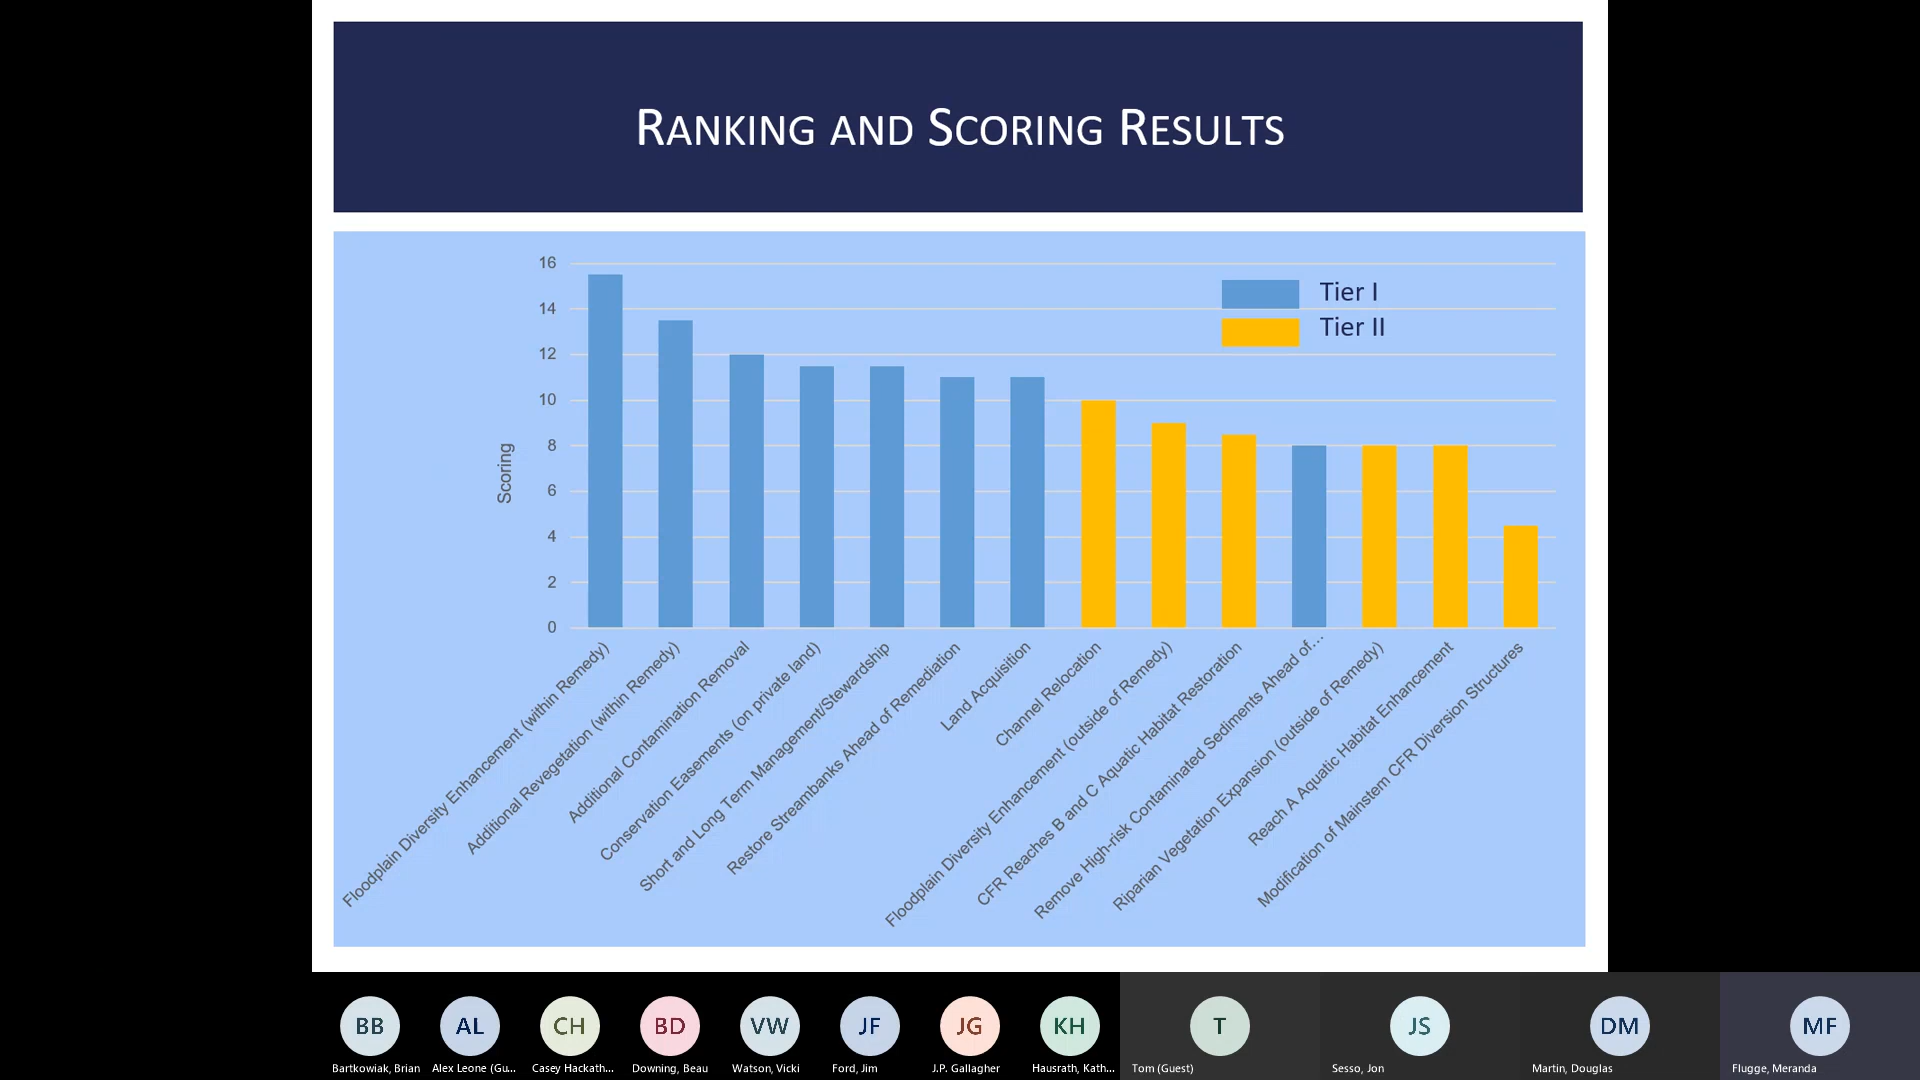 RANKING AND SCORING RESULTS
16
14
12
10
8
6
4
2
0
Scoring
Tier I
Tier II
Floodplain Diversity Enhancement (within Remedy)
Additional Revegetation (within Remedy)
Additional Contamination Removal
Conservation Easements (on private land)
Short and Long Term Management/Stewardship
Restore Streambanks Ahead of Remediation
Land Acquisition
Channel Relocation
Floodplain Diversity Enhancement (outside of Remedy)
CFR Reaches B and C Aquatic Habitat Restoration
Remove High-risk Contaminated Sediments Ahead of...
Riparian Vegetation Expansion (outside of Remedy)
Reach A Aquatic Habitat Enhancement
Modification of Mainstem CFR Diversion Structures
BB
AL
CH
BD
VW
JF
JG
KH
T
JS
DM
MF
Bartkowiak, Brian
Alex Leone (Gu...
Casey Hackath...
Downing, Beau
Watson, Vicki
Ford, Jim
J.P. Gallagher
Hausrath, Kath...
Tom (Guest)
Sesso, Jon
Martin, Douglas
Flugge, Meranda